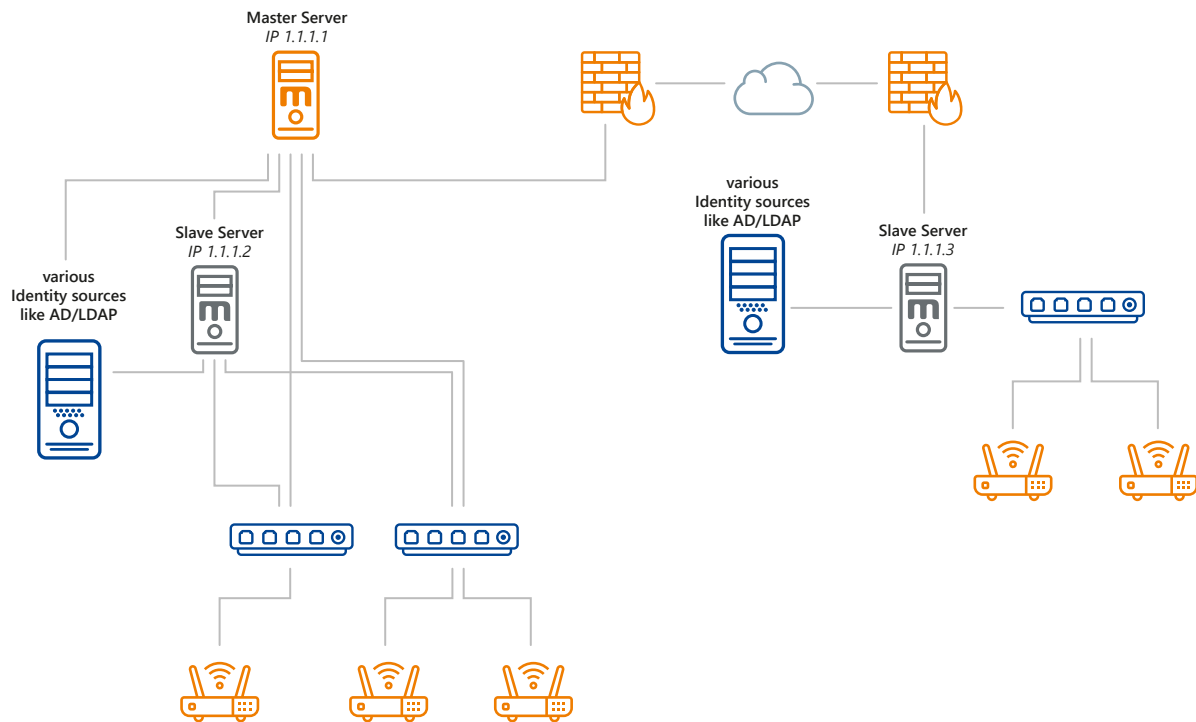 Master Server
IP 1.1.1.1
various
Identity sources
like AD/LDAP
Slave Server
IP 1.1.1.2
Slave Server
IP 1.1.1.3
various
Identity sources
like AD/LDAP
m
m
m